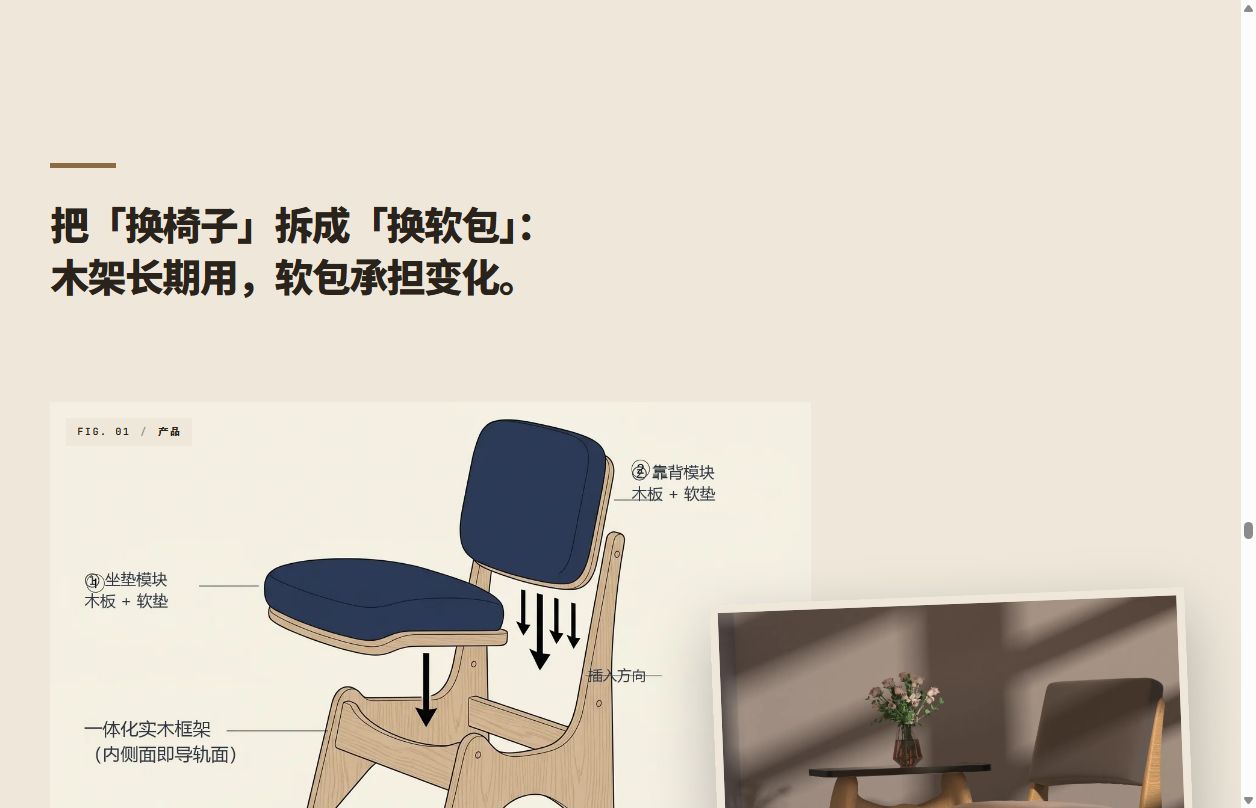 把「换椅子」拆成「换软包」：
木架长期用，软包承担变化。
FIG. 01 / 产品
② 靠背模块
木板 + 软垫
① 坐垫模块
木板 + 软垫
插入方向
一体化实木框架
（内侧面即导轨面）